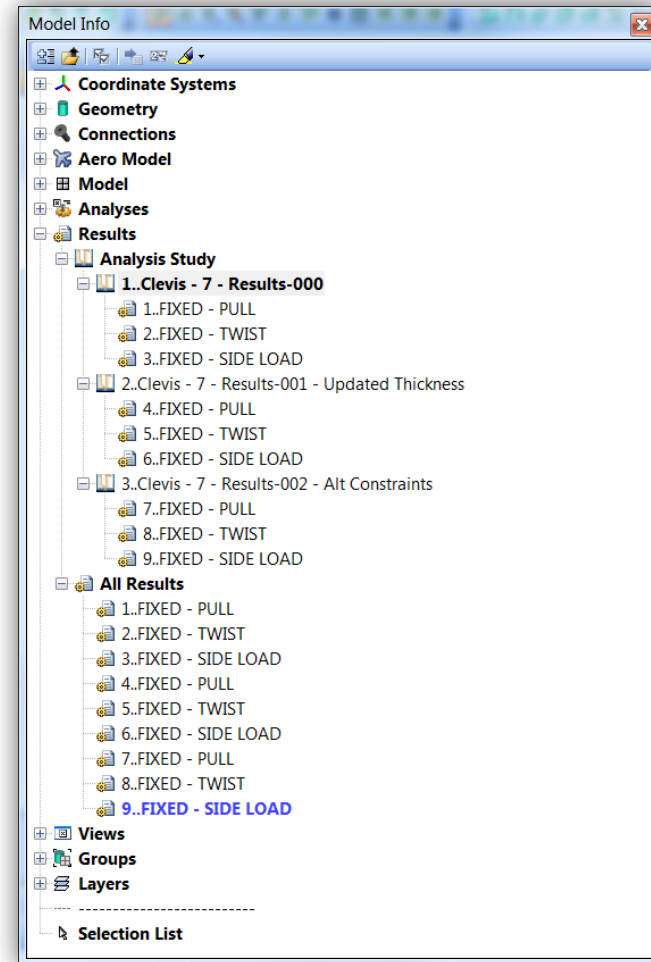 Model Info
Coordinate Systems
Geometry
Connections
Aero Model
Model
Analyses
Results
Analysis Study
1..Clevis - 7 - Results-000
1..FIXED - PULL
2..FIXED - TWIST
3..FIXED - SIDE LOAD
2..Clevis - 7 - Results-001 - Updated Thickness
4..FIXED - PULL
5..FIXED - TWIST
6..FIXED - SIDE LOAD
3..Clevis - 7 - Results-002 - Alt Constraints
7..FIXED - PULL
8..FIXED - TWIST
9..FIXED - SIDE LOAD
All Results
1..FIXED - PULL
2..FIXED - TWIST
3..FIXED - SIDE LOAD
4..FIXED - PULL
5..FIXED - TWIST
6..FIXED - SIDE LOAD
7..FIXED - PULL
8..FIXED - TWIST
9..FIXED - SIDE LOAD
Views
Groups
Layers
--------------------------
Selection List